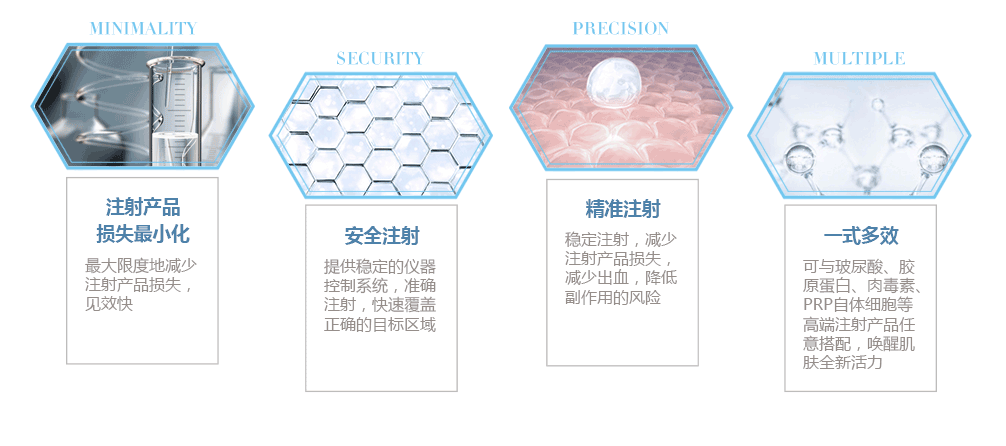 MINIMALITY
注射产品
损失最小化
最大限度地减少
注射产品损失，
见效快
SECURITY
安全注射
提供稳定的仪器
控制系统，准确
注射，快速覆盖
正确的目标区域
PRECISION
精准注射
稳定注射，减少
注射产品损失，
减少出血，降低
副作用的风险
MULTIPLE
一式多效
可与玻尿酸、胶
原蛋白、肉毒素、
PRP自体细胞等
高端注射产品任
意搭配，唤醒肌
肤全新活力